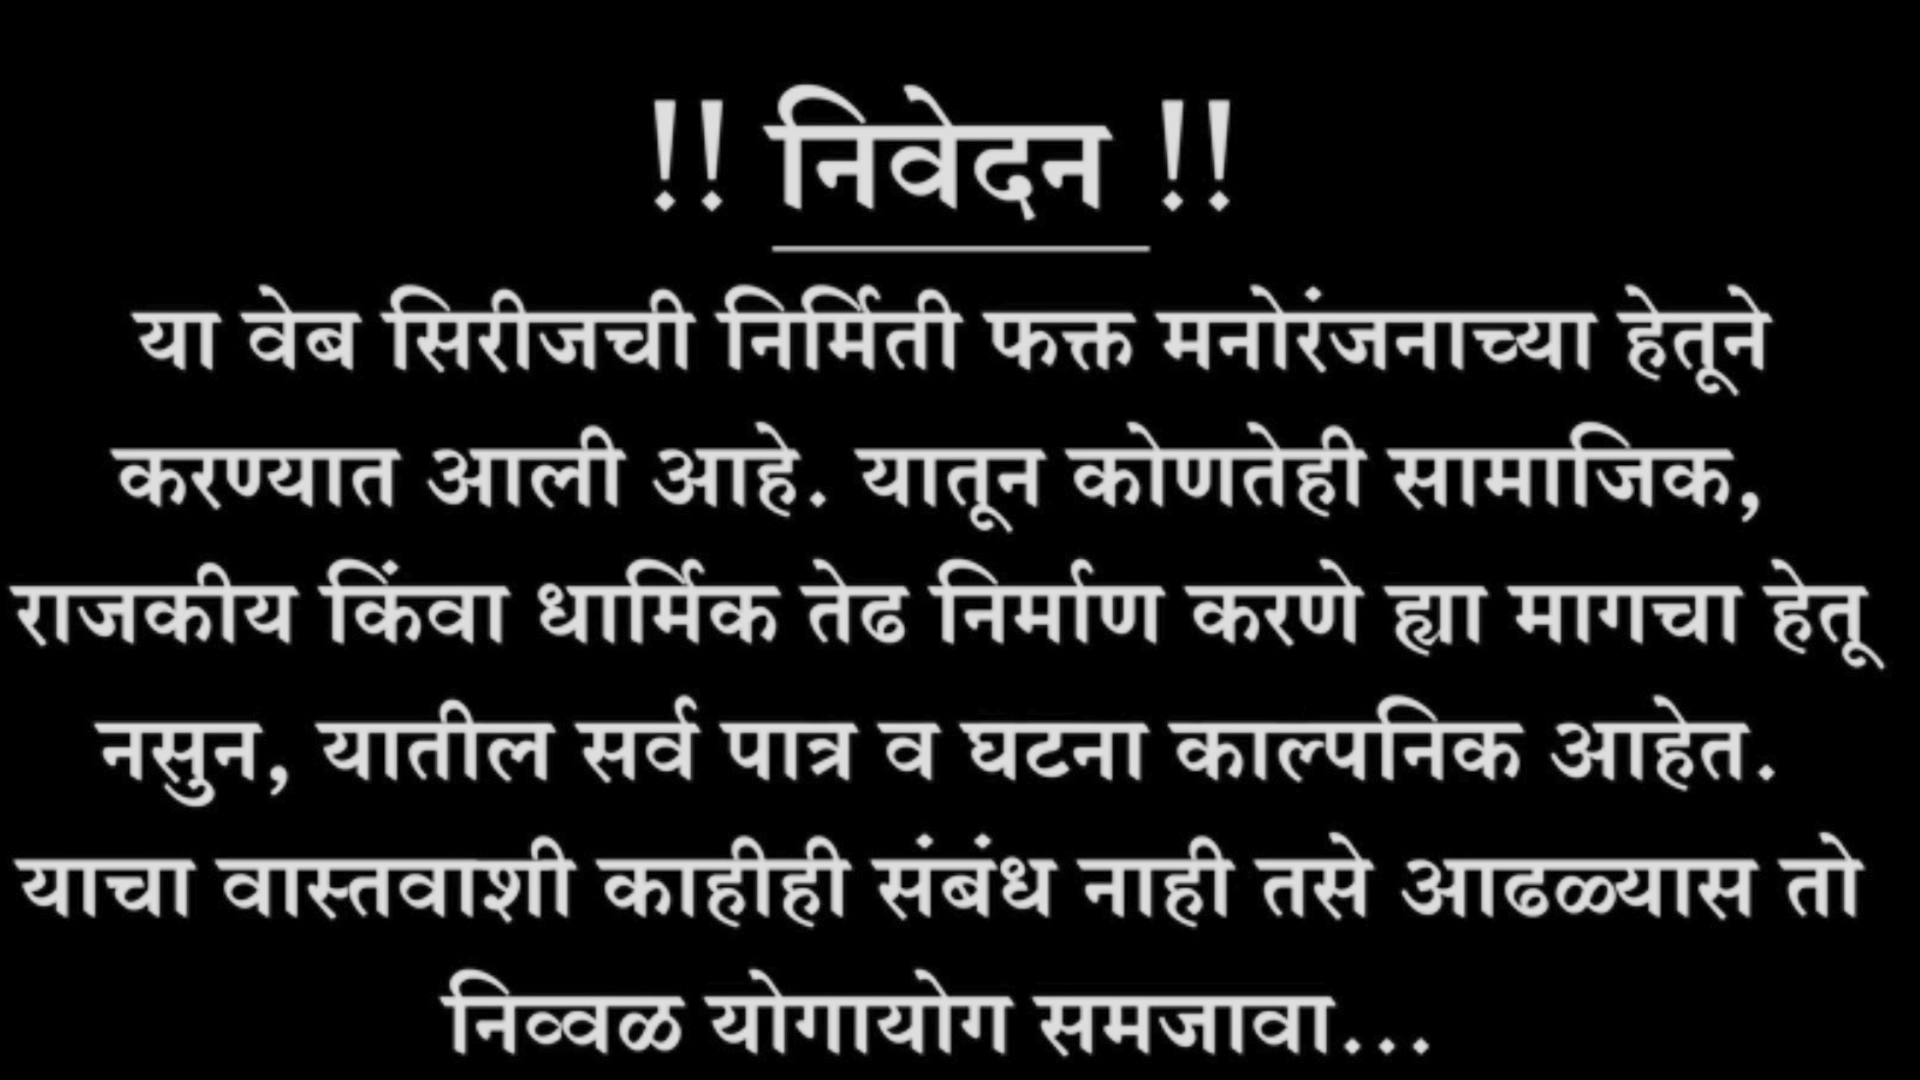 !! निवेदन !!
या वेब सिरीजची निर्मिती फक्त मनोरंजनाच्या हेतूने
करण्यात आली आहे. यातून कोणतेही सामाजिक,
राजकीय किंवा धार्मिक तेढ निर्माण करणे ह्या मागचा हेतू
नसुन, यातील सर्व पात्र व घटना काल्पनिक आहेत.
याचा वास्तवाशी काहीही संबंध नाही तसे आढळ्यास तो
निव्वळ योगायोग समजावा...